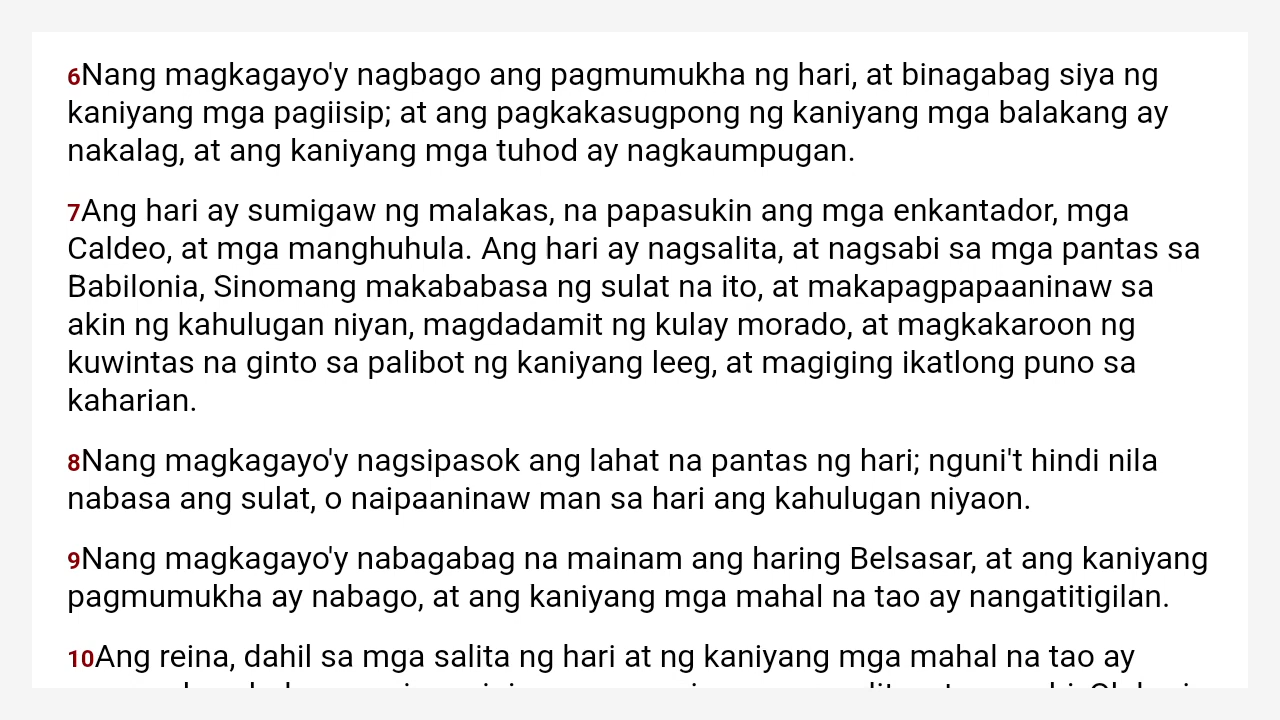 6Nang magkagayo'y nagbago ang pagmumukha ng hari, at binagabag siya ng
kaniyang mga pagiisip; at ang pagkakasugpong ng kaniyang mga balakang ay
nakalag, at ang kaniyang mga tuhod ay nagkaumpugan.
7Ang hari ay sumigaw ng malakas, na papasukin ang mga enkantador, mga
Caldeo, at mga manghuhula. Ang hari ay nagsalita, at nagsabi sa mga pantas sa
Babilonia, Sinomang makababasa ng sulat na ito, at makapagpapaaninaw sa
akin ng kahulugan niyan, magdadamit ng kulay morado, at magkakaroon ng
kuwintas na ginto sa palibot ng kaniyang leeg, at magiging ikatlong puno sa
kaharian.
8Nang magkagayo'y nagsipasok ang lahat na pantas ng hari; nguni't hindi nila
nabasa ang sulat, o naipaaninaw man sa hari ang kahulugan niyaon.
9Nang magkagayo'y nabagabag na mainam ang haring Belsasar, at ang kaniyang
pagmumukha ay nabago, at ang kaniyang mga mahal na tao ay nangatitigilan.
10Ang reina, dahil sa mga salita ng hari at ng kaniyang mga mahal na tao ay